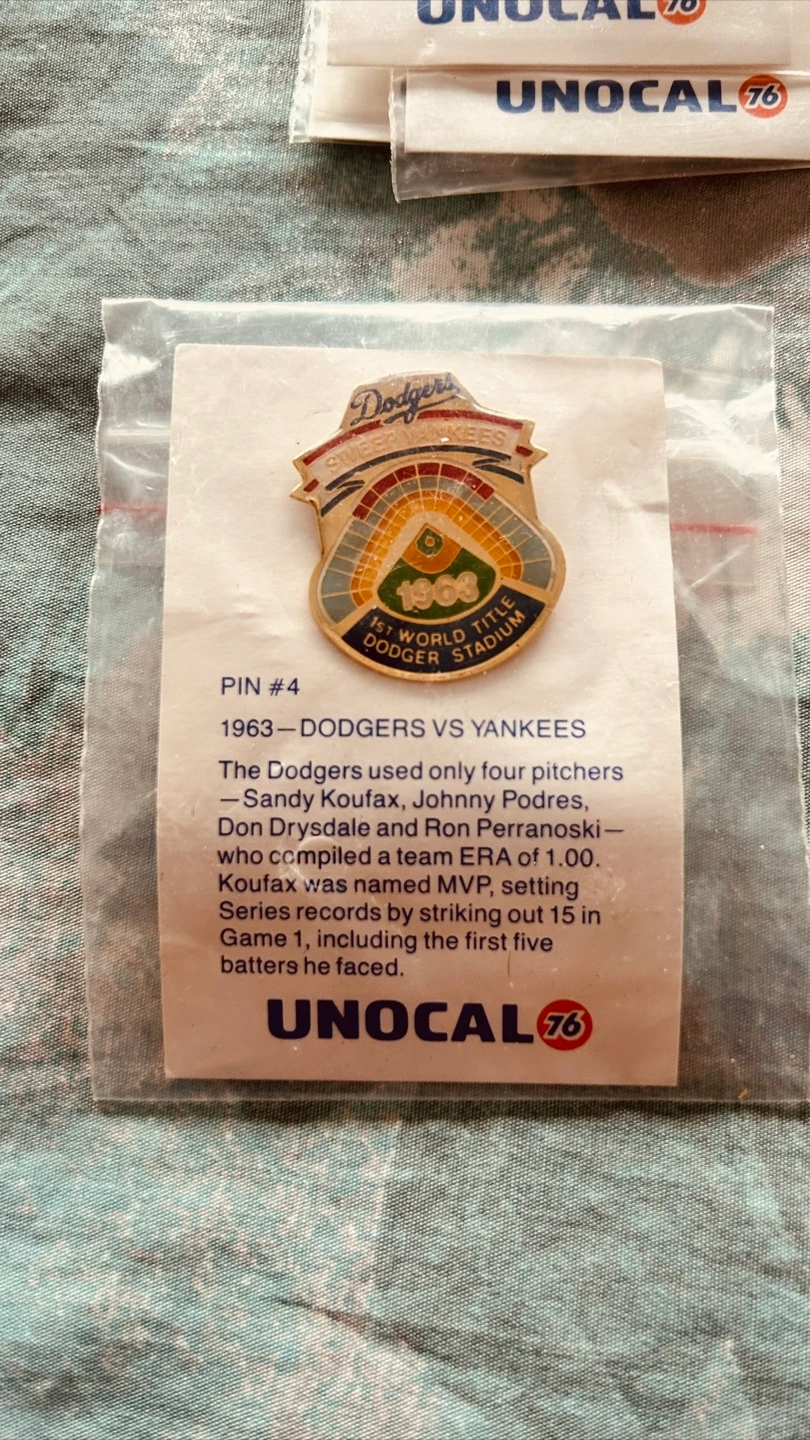 UNOCAL 76
UNOCAL 76
Dodgers
SWEEP YANKEES
1963
1ST WORLD TITLE
DODGER STADIUM
PIN #4
1963—DODGERS VS YANKEES
The Dodgers used only four pitchers
—Sandy Koufax, Johnny Podres,
Don Drysdale and Ron Perranoski—
who compiled a team ERA of 1.00.
Koufax was named MVP, setting
Series records by striking out 15 in
Game 1, including the first five
batters he faced.
UNOCAL 76